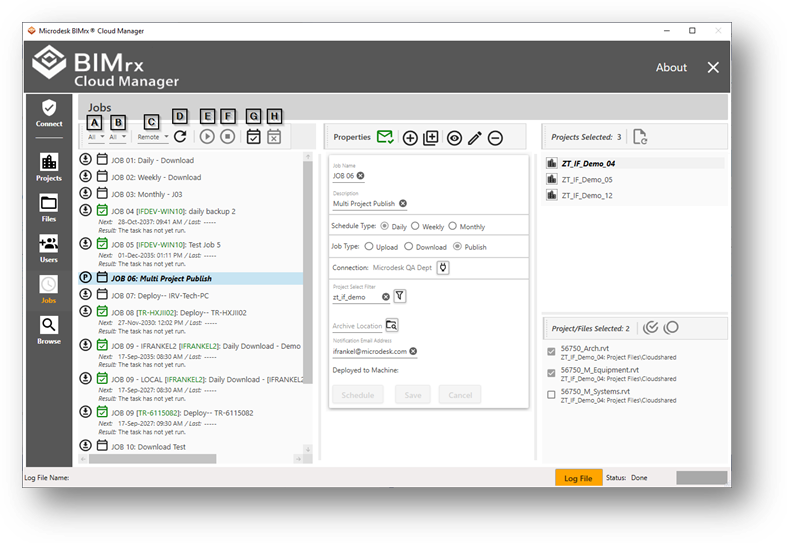 Microdesk BIMrx® Cloud Manager
BIMrx
Cloud Manager
About
Connect
Projects
Files
Users
Jobs
Browse
Jobs
A B C D E F G H
All All Remote
JOB 01: Daily - Download
JOB 02: Weekly - Download
JOB 03: Monthly - J03
JOB 04 [IFDEV-WIN10]: daily backup 2
Next: 28-Oct-2037: 09:41 AM / Last: -----
Result: The task has not yet run.
JOB 05 [IFDEV-WIN10]: Test Job 5
Next: 01-Dec-2035: 01:11 PM / Last: -----
Result: The task has not yet run.
P JOB 06: Multi Project Publish
JOB 07: Deploy-- IRV-Tech-PC
JOB 08 [TR-HXJII02]: Deploy-- TR-HXJII02
Next: 27-Nov-2030: 12:02 PM / Last: -----
Result: The task has not yet run.
JOB 09 - IFRANKEL2 [IFRANKEL2]: Daily Download - Demo
Next: 17-Sep-2035: 08:30 AM / Last: -----
Result: The task has not yet run.
JOB 09 - LOCAL [IFRANKEL2]: Daily Download - [IFRANKEL2
Next: 17-Sep-2027: 08:30 AM / Last: -----
Result: The task has not yet run.
JOB 09 [TR-6115082]: Deploy-- TR-6115082
Next: 17-Sep-2027: 09:30 AM / Last: -----
Result: The task has not yet run.
JOB 10: Download Test
Properties
Job Name
JOB 06
Description
Multi Project Publish
Schedule Type: Daily Weekly Monthly
Job Type: Upload Download Publish
Connection: Microdesk QA Dept
Project Select Filter
zt_if_demo
Archive Location
Notification Email Address
ifrankel@microdesk.com
Deployed to Machine:
Schedule Save Cancel
Projects Selected: 3
ZT_IF_Demo_04
ZT_IF_Demo_05
ZT_IF_Demo_12
Project/Files Selected: 2
56750_Arch.rvt
ZT_IF_Demo_04: Project Files\Cloudshared
56750_M_Equipment.rvt
ZT_IF_Demo_04: Project Files\Cloudshared
56750_M_Systems.rvt
ZT_IF_Demo_04: Project Files\Cloudshared
Log File Name:
Log File
Status: Done